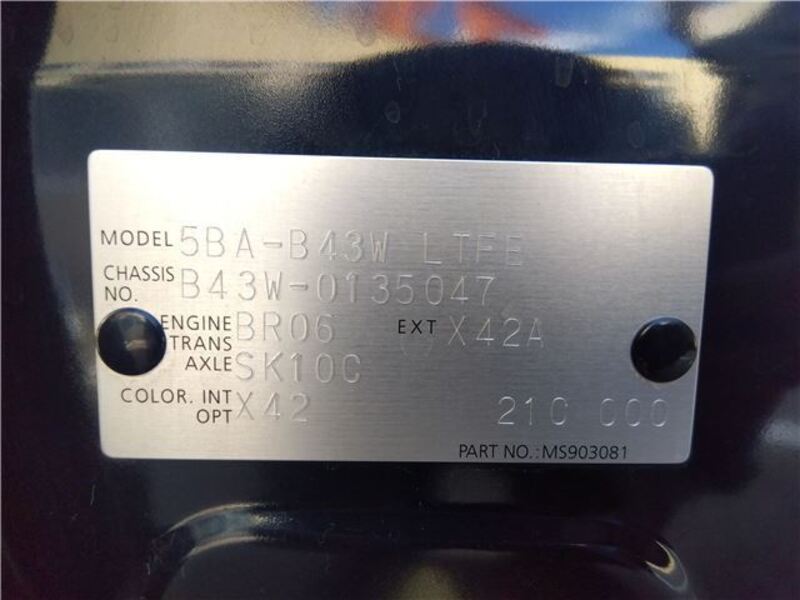 MODEL 5BA-B43W LTFE
CHASSIS NO. B43W-0135047
ENGINE BR06 EXT X42A
TRANS
AXLE SK10C
COLOR. INT X42
OPT 210 000
PART NO.:MS903081